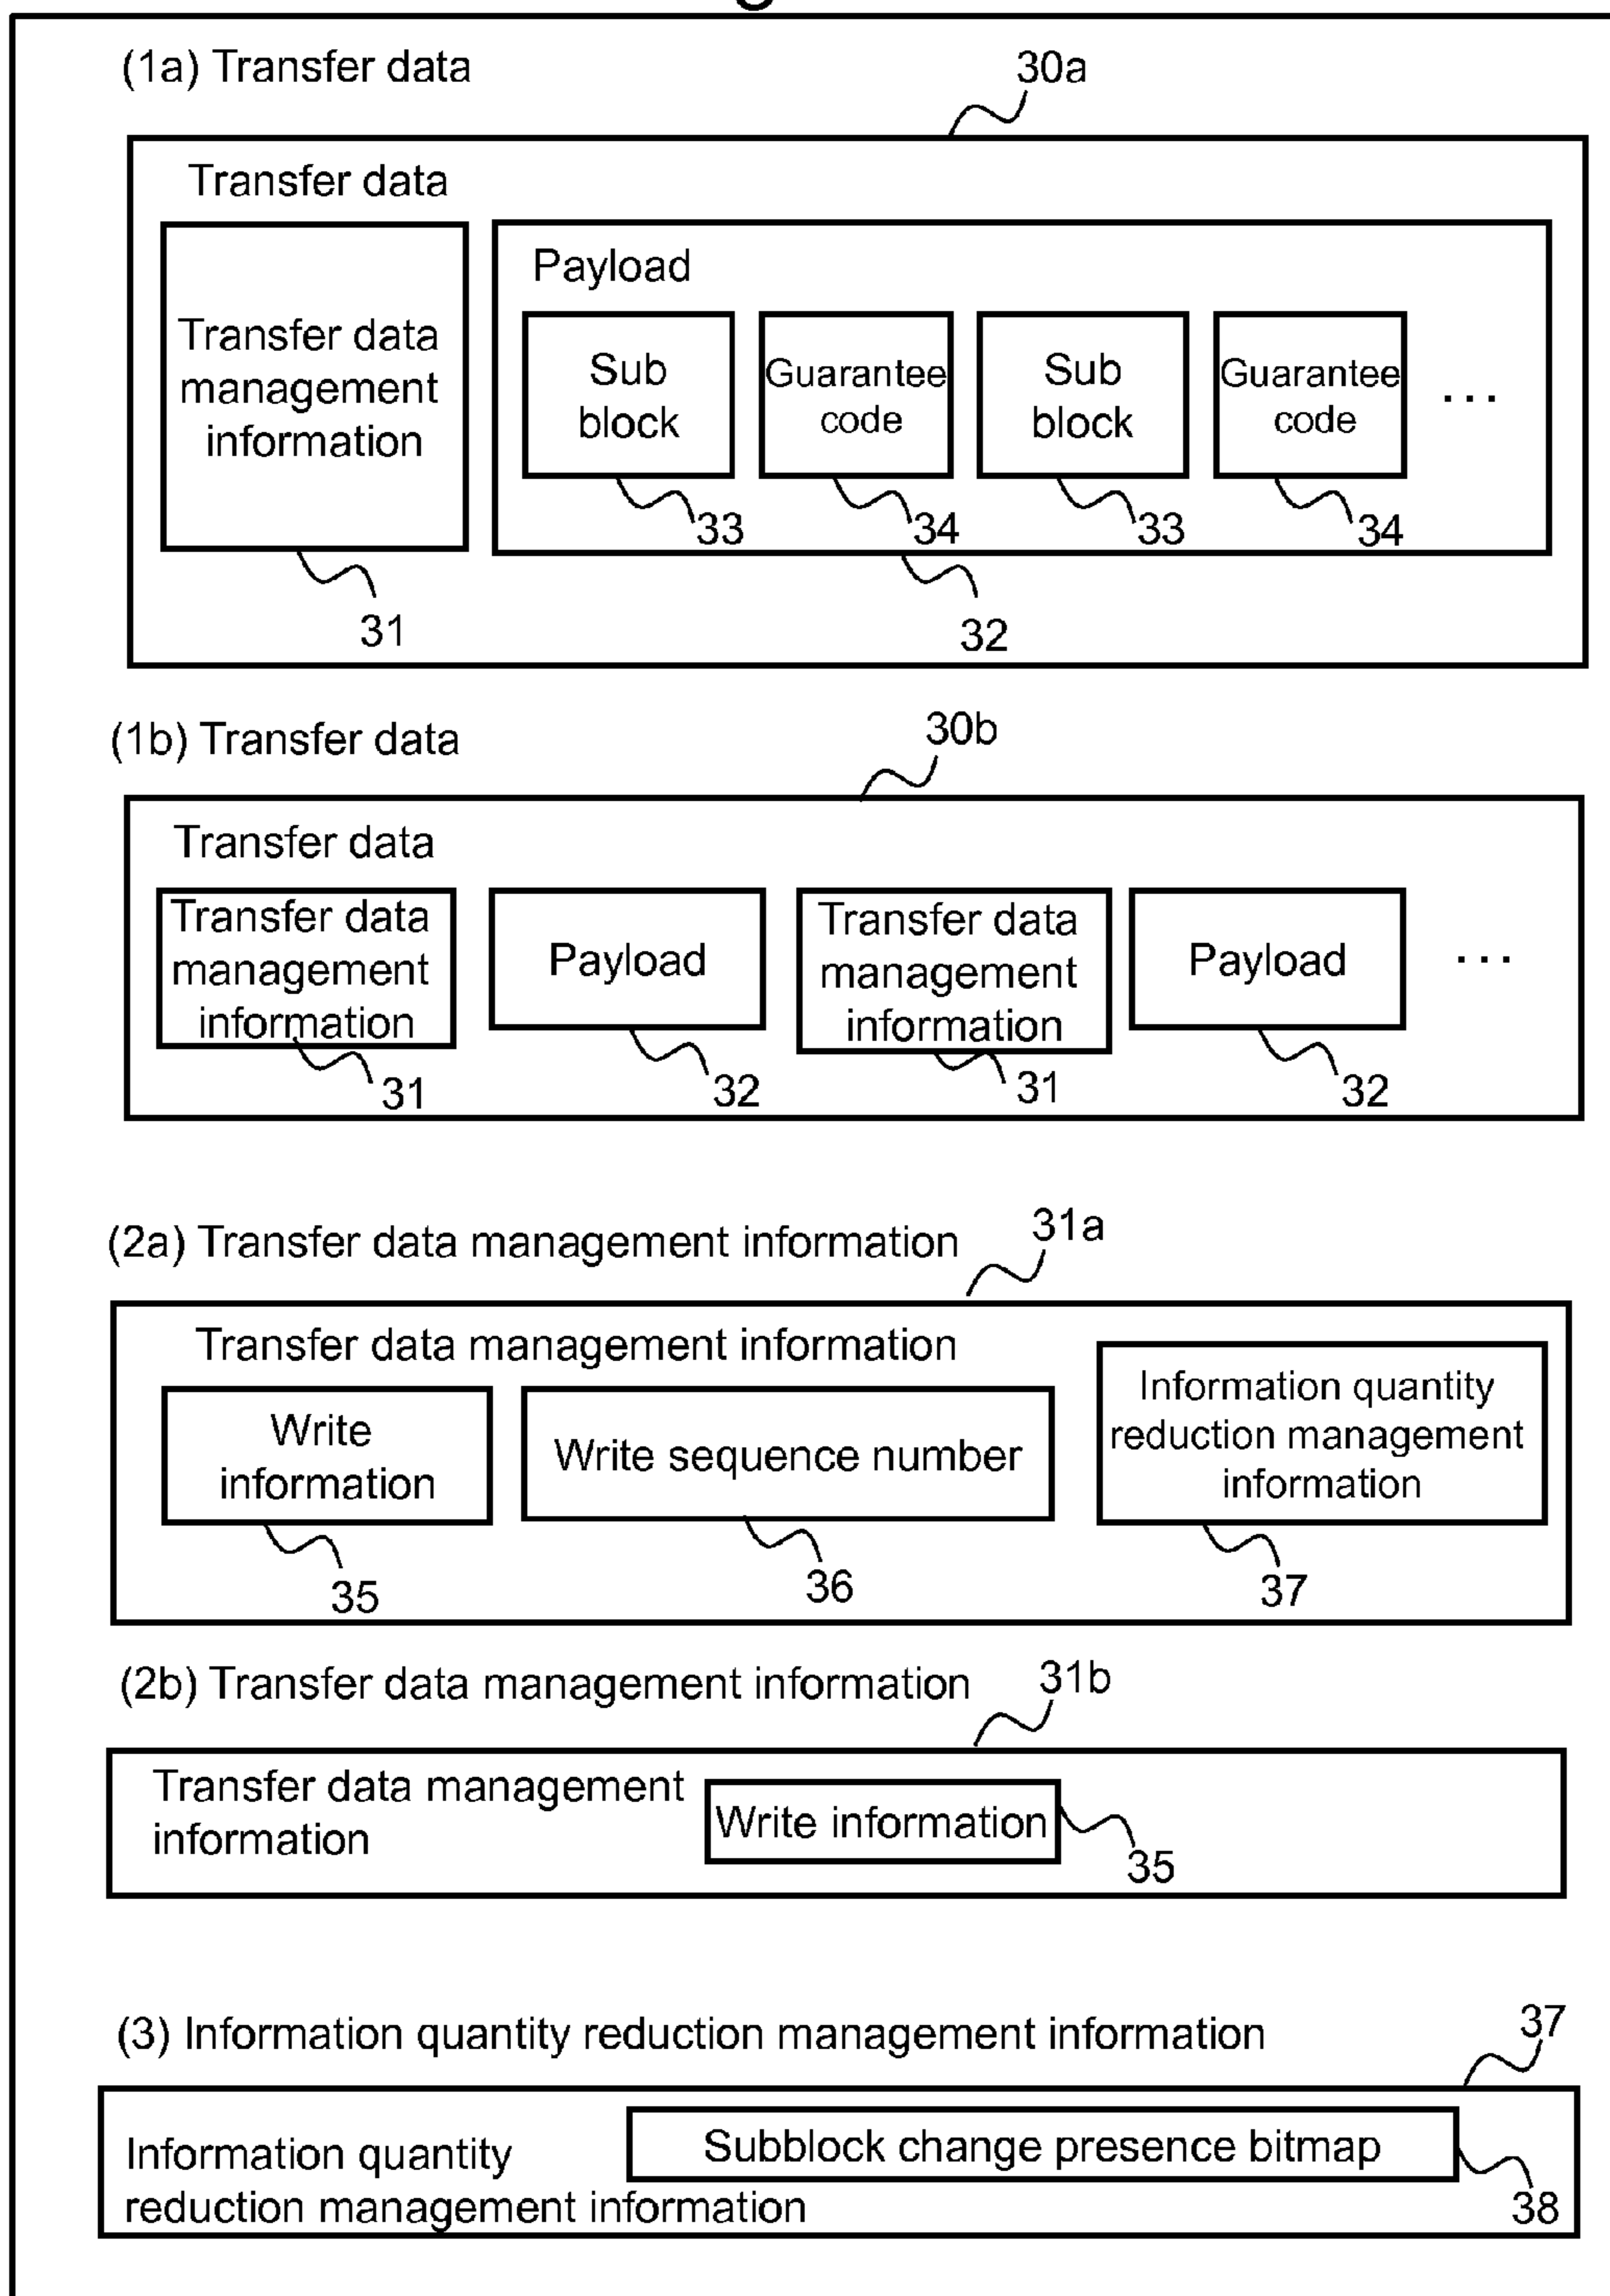 (1a) Transfer data
30a
Transfer data
Transfer data
management
information
Payload
Sub
block
Guarantee
code
Sub
block
Guarantee
code
...
33
34
33
34
31
32
(1b) Transfer data
30b
Transfer data
Transfer data
management
information
Payload
Transfer data
management
information
Payload
...
31
32
31
32
(2a) Transfer data management information
31a
Transfer data management information
Write
information
Write sequence number
Information quantity
reduction management
information
35
36
37
(2b) Transfer data management information
31b
Transfer data management
information
Write information
35
(3) Information quantity reduction management information
37
Information quantity
reduction management information
Subblock change presence bitmap
38